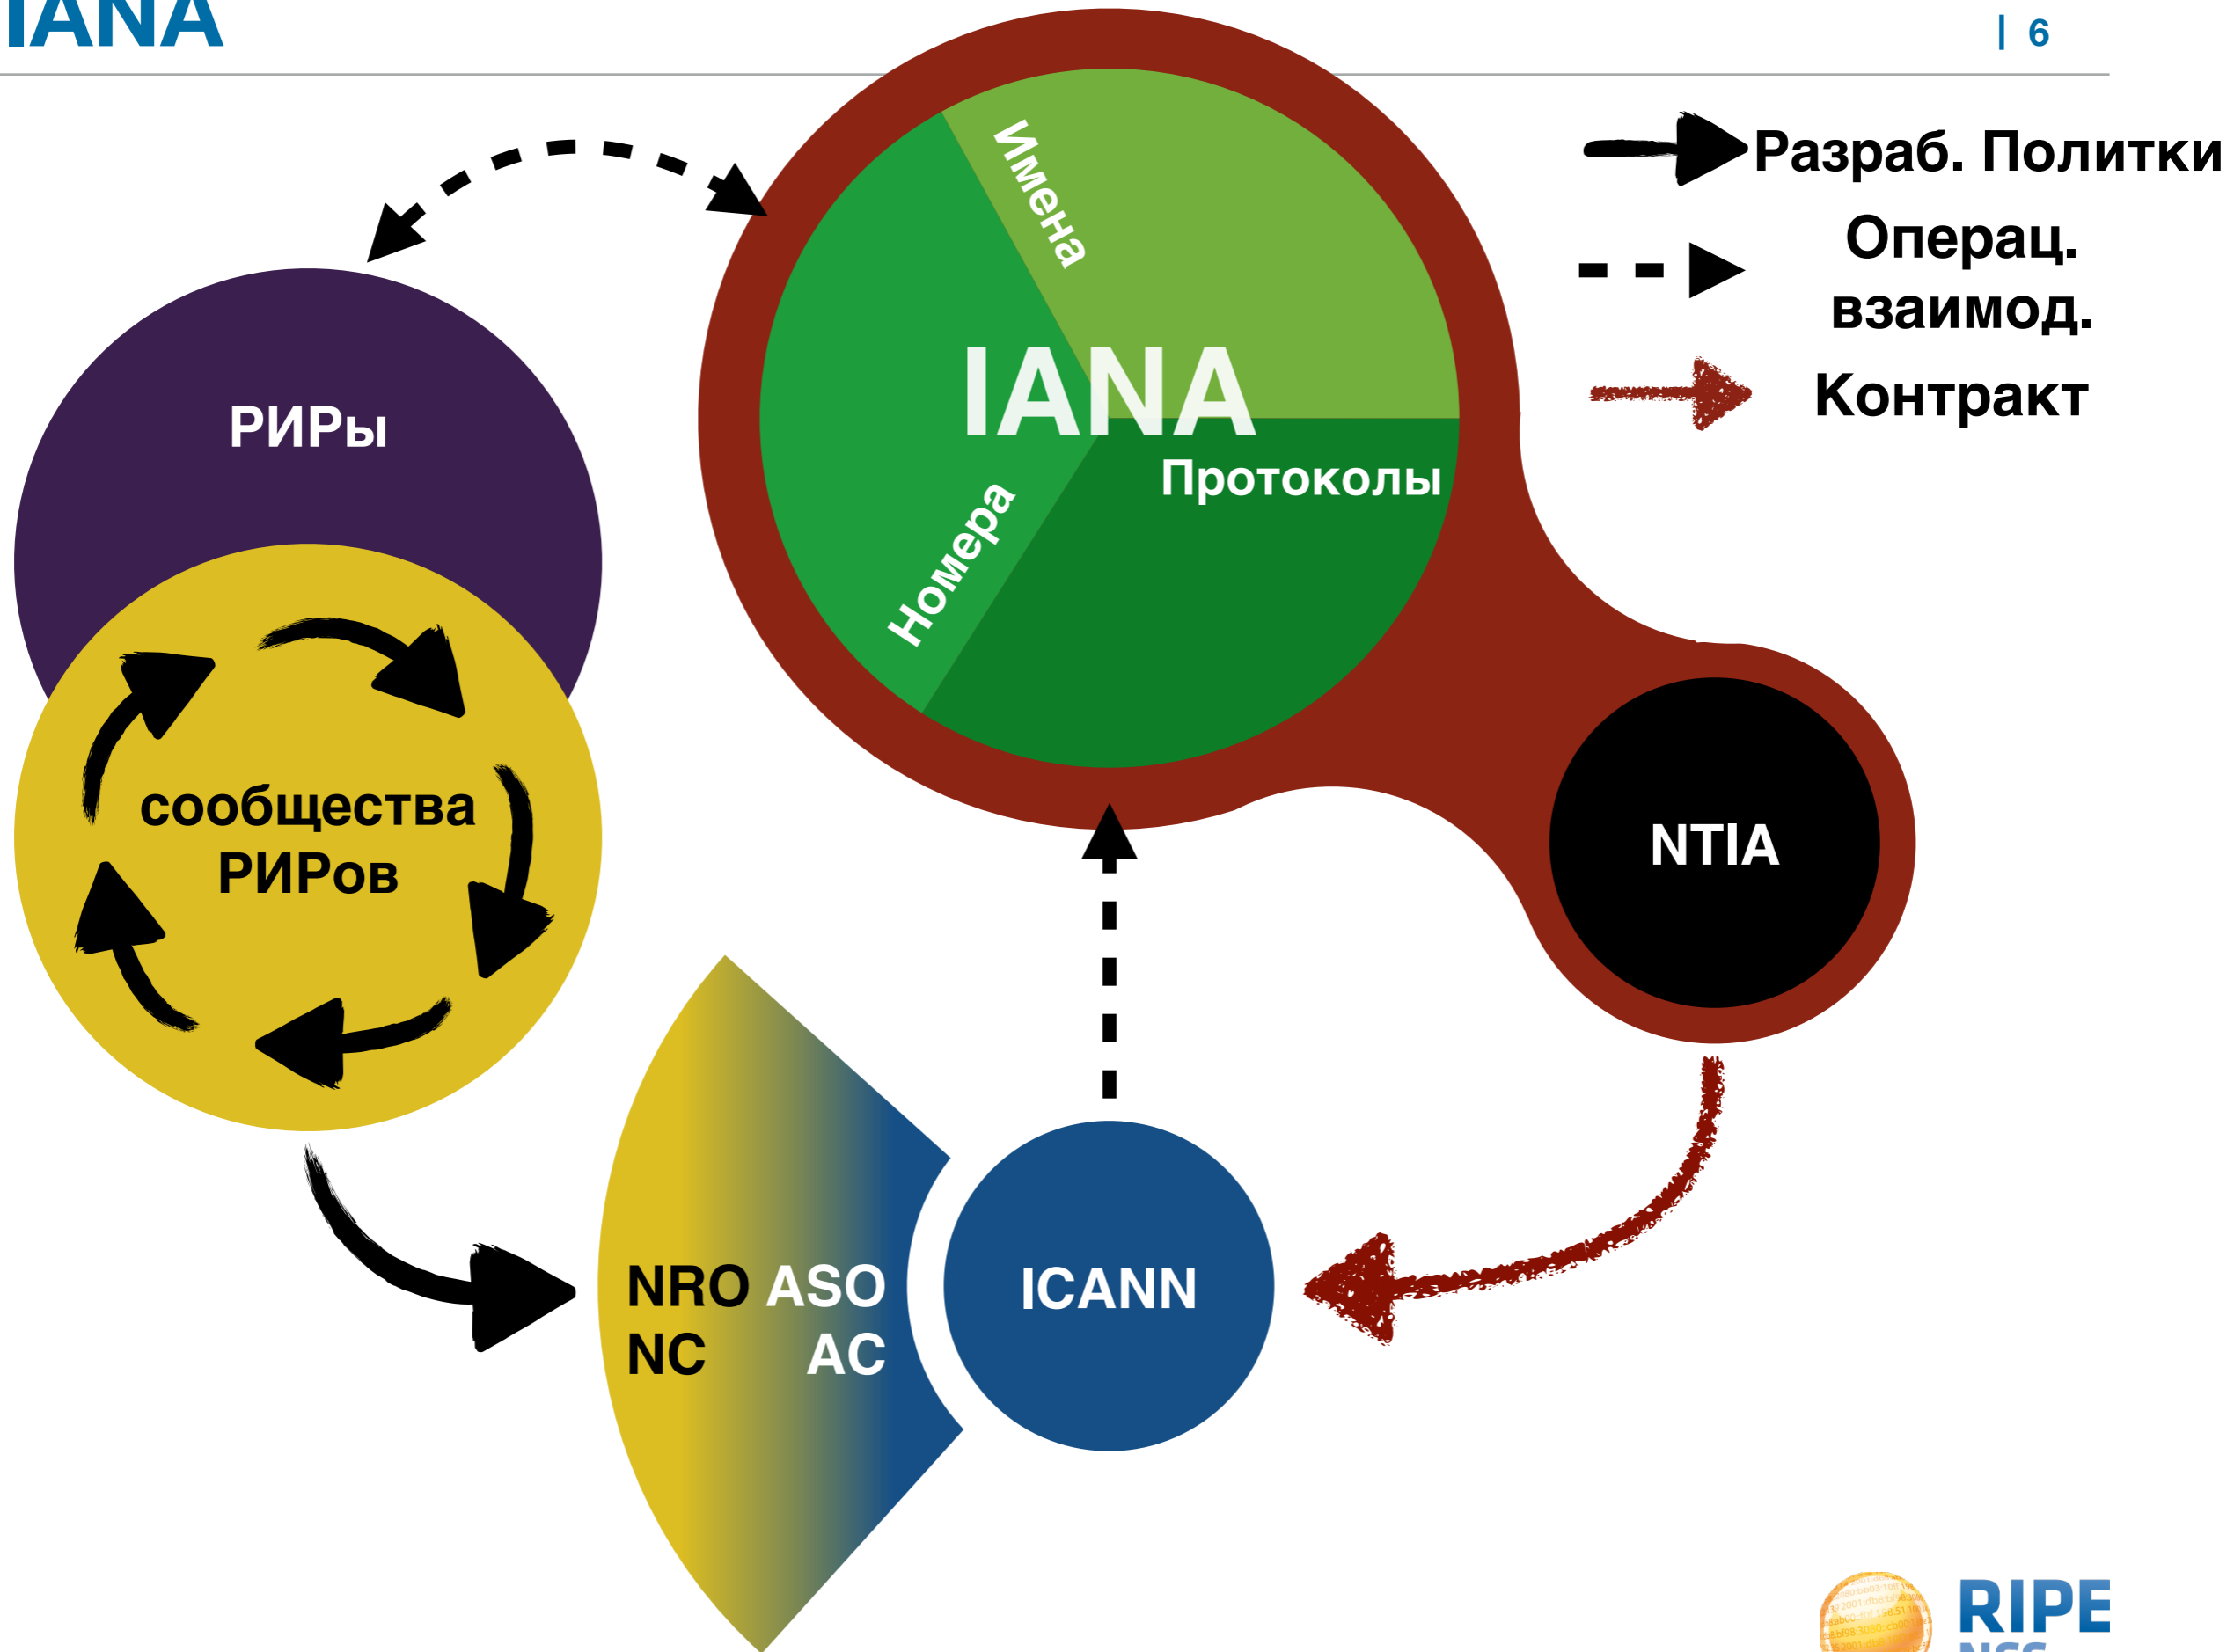 IANA
| 6
Разраб. Политки
Операц.
взаимод.
Контракт
Имена
IANA
Протоколы
Номера
РИРы
сообщества
РИРов
NTIA
NRO ASO
NC AC
ICANN
RIPE